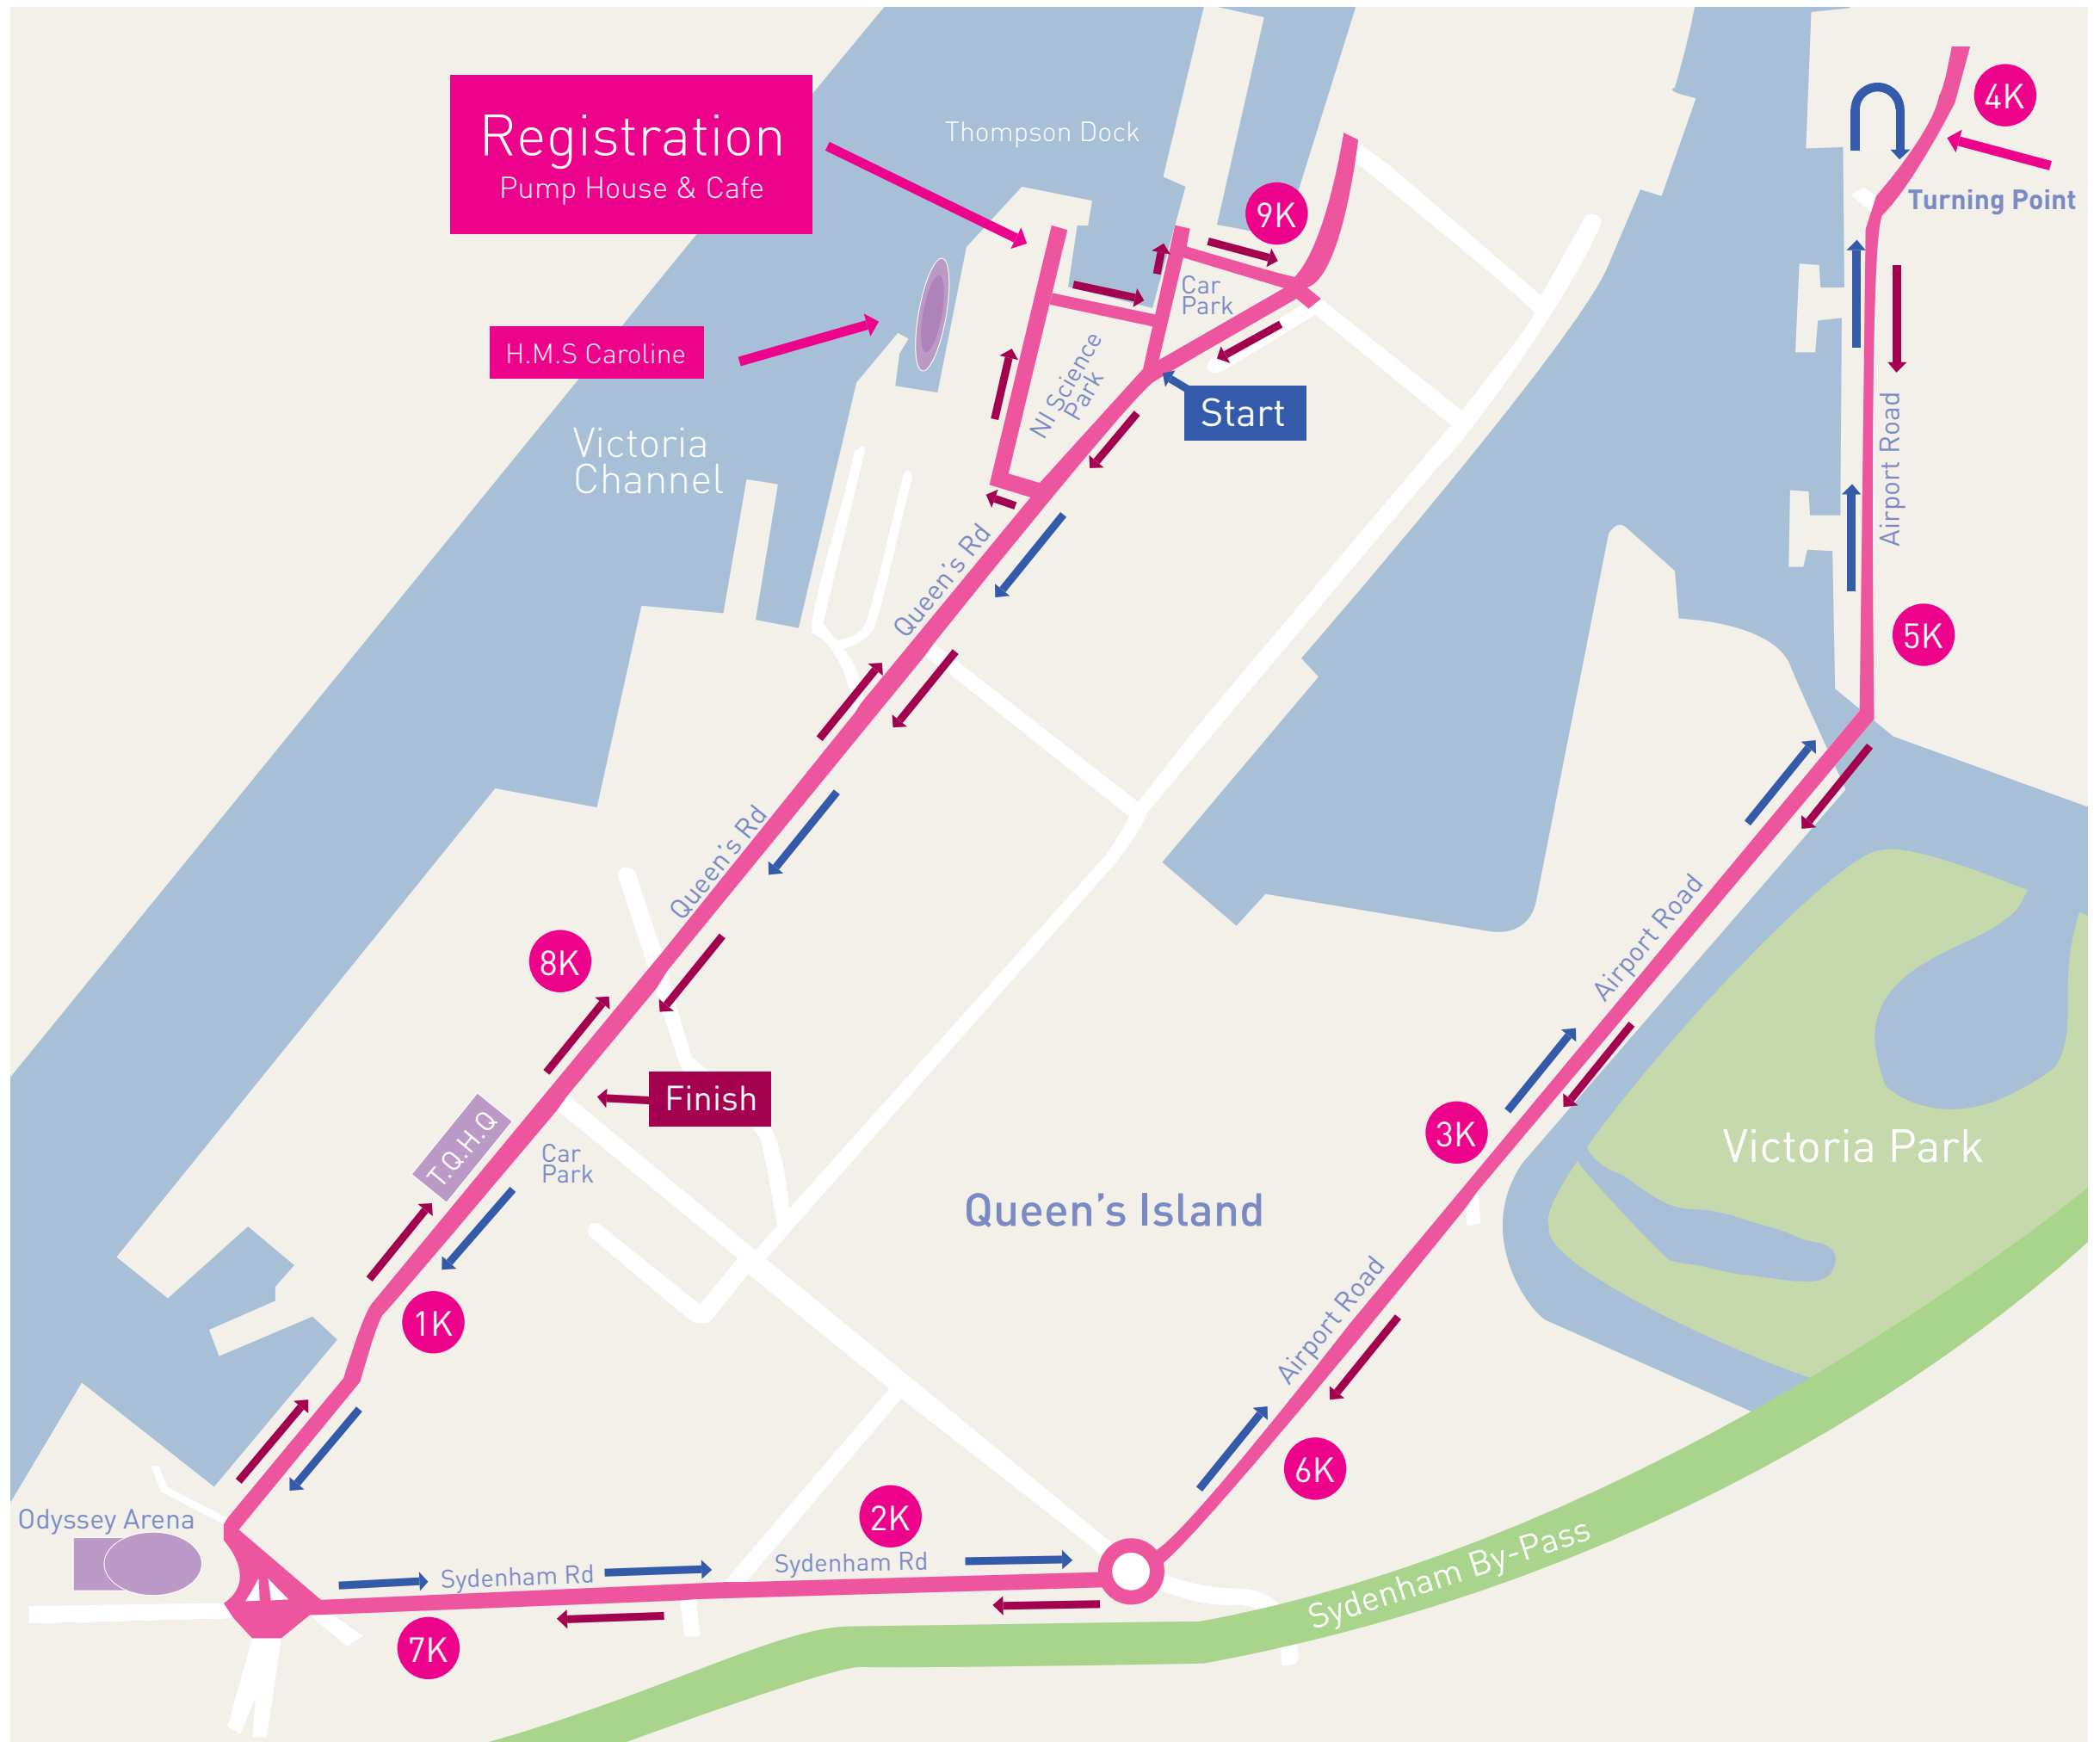 Registration
Pump House & Cafe
Thompson Dock
4K
Turning Point
9K
Car
Park
H.M.S Caroline
NI Science
Park
Start
Victoria
Channel
Airport Road
Queen's Rd
5K
Queen's Rd
8K
Airport Road
Finish
T.Q.H.Q
Car
Park
3K
Victoria Park
Queen's Island
1K
Airport Road
6K
2K
Odyssey Arena
Sydenham Rd
Sydenham Rd
Sydenham By-Pass
7K